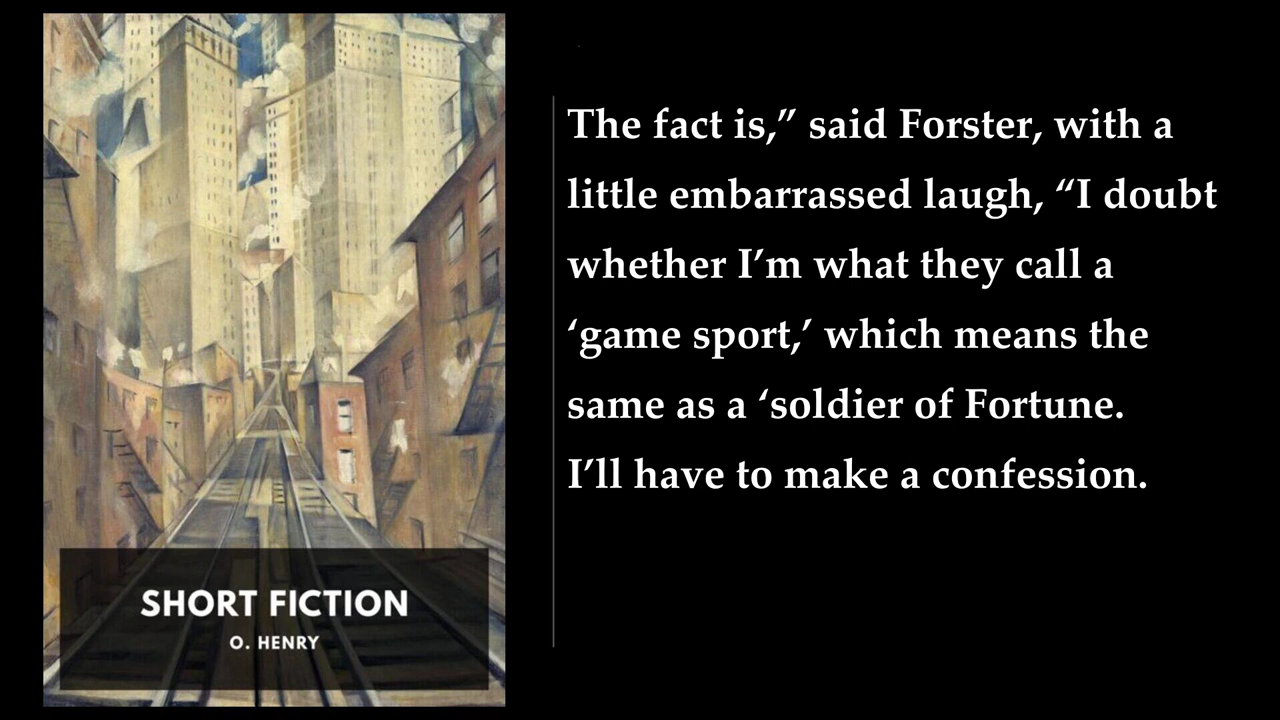 SHORT FICTION
O. HENRY
The fact is,” said Forster, with a
little embarrassed laugh, “I doubt
whether I’m what they call a
‘game sport,’ which means the
same as a ‘soldier of Fortune.
I’ll have to make a confession.